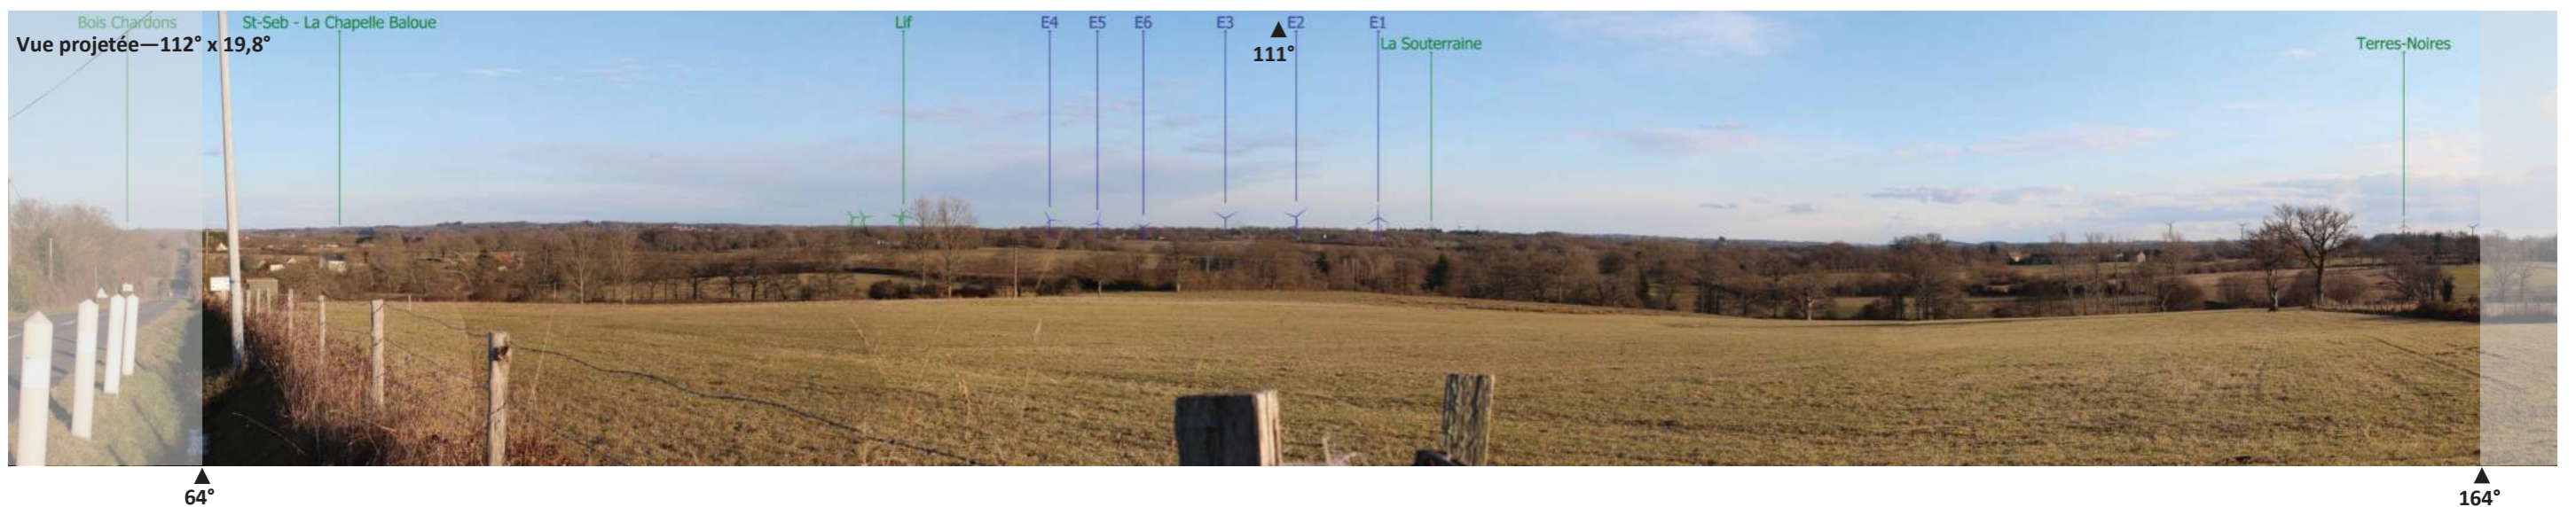 Bois Chardons St-Seb - La Chapelle Baloue Lif E4 E5 E6 E3 E2 E1
Vue projetée—112° x 19,8° 111° La Souterraine Terres-Noires
64° 164°